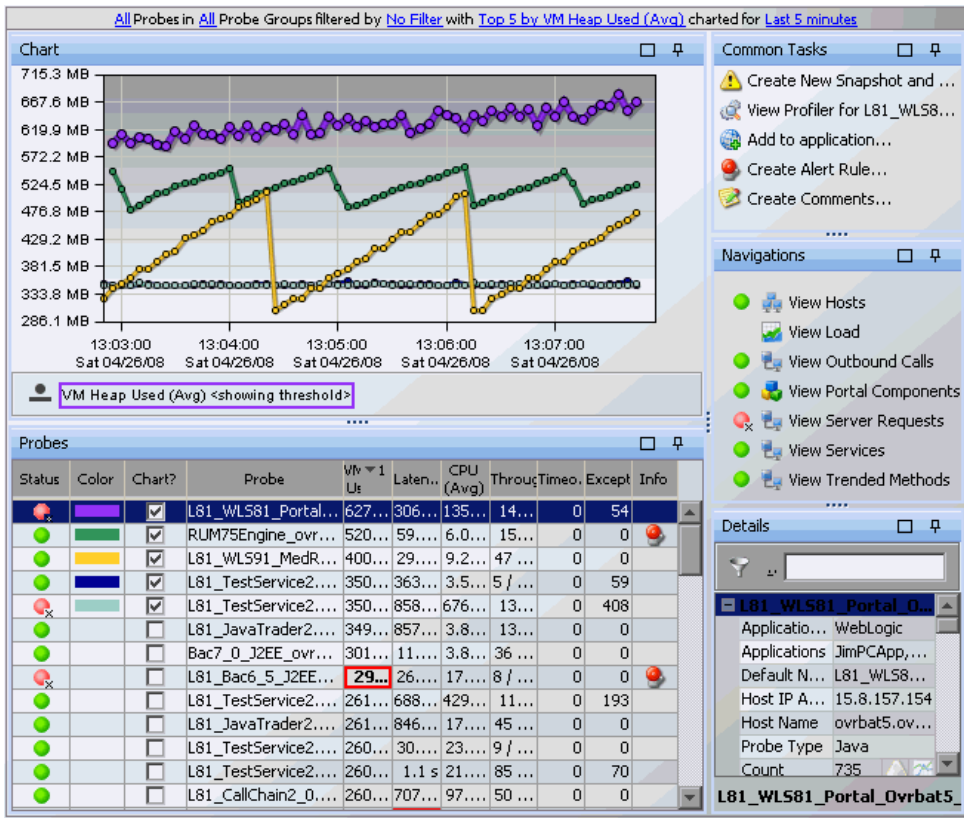 All Probes in All Probe Groups filtered by No Filter with Top 5 by VM Heap Used (Avg) charted for Last 5 minutes
Chart
715.3 MB
667.6 MB
619.9 MB
572.2 MB
524.5 MB
476.8 MB
429.2 MB
381.5 MB
333.8 MB
286.1 MB
13:03:00 13:04:00 13:05:00 13:06:00 13:07:00
Sat 04/26/08 Sat 04/26/08 Sat 04/26/08 Sat 04/26/08 Sat 04/26/08
VM Heap Used (Avg) <showing threshold>
Probes
Status Color Chart? Probe 1 Laten... CPU (Avg) Throug Timeo. Except Info
L81_WLS81_Portal... 627... 306... 135... 14... 0 54
RUM75Engine_ovr... 520... 59.... 6.0... 15... 0 0
L81_WLS91_MedR... 400... 29.... 9.2... 47 ... 0 0
L81_TestService2.... 350... 363... 3.5... 5 / ... 0 59
L81_TestService2.... 350... 858... 676... 13... 0 408
L81_JavaTrader2.... 349... 857... 3.8... 13... 0 0
Bac7_0_J2EE_ovr... 301... 11.... 3.8... 36 ... 0 0
L81_Bac6_5_J2EE... 29... 26.... 17.... 8 / ... 0 0
L81_TestService2.... 261... 688... 429... 11... 0 193
L81_JavaTrader2.... 261... 846... 17.... 45 ... 0 0
L81_TestService2.... 260... 30.... 23.... 9 / ... 0 0
L81_TestService2.... 260... 1.1 s 21.... 85 ... 0 70
L81_CallChain2_0.... 260... 707... 97.... 50 ... 0 0
Common Tasks
Create New Snapshot and ...
View Profiler for L81_WLS8...
Add to application...
Create Alert Rule...
Create Comments...
Navigations
View Hosts
View Load
View Outbound Calls
View Portal Components
View Server Requests
View Services
View Trended Methods
Details
L81_WLS81_Portal_O...
Applicatio... WebLogic
Applications JimPCApp,...
Default N... L81_WLS8...
Host IP A... 15.8.157.154
Host Name ovrbat5.ov...
Probe Type Java
Count 735
L81_WLS81_Portal_Ovrbat5_